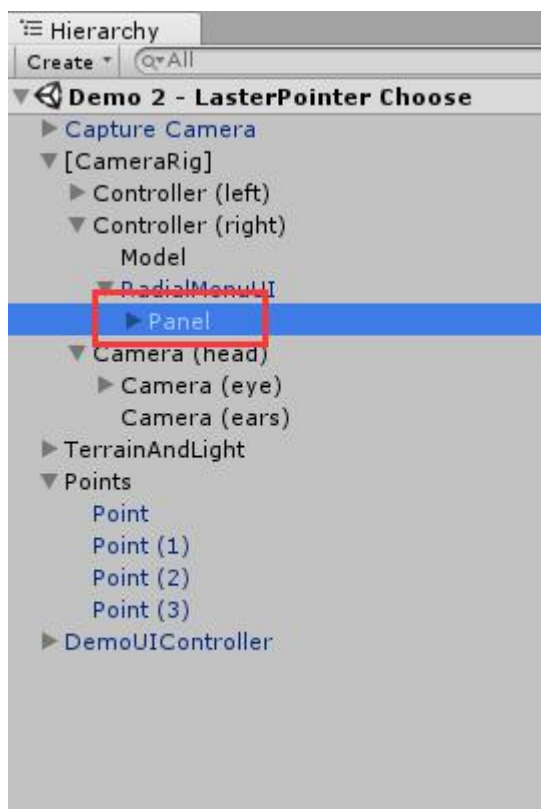 Hierarchy
Create All
Demo 2 - LasterPointer Choose
Capture Camera
[CameraRig]
Controller (left)
Controller (right)
Model
RadialMenuUI
Panel
Camera (head)
Camera (eye)
Camera (ears)
TerrainAndLight
Points
Point
Point (1)
Point (2)
Point (3)
DemoUIController